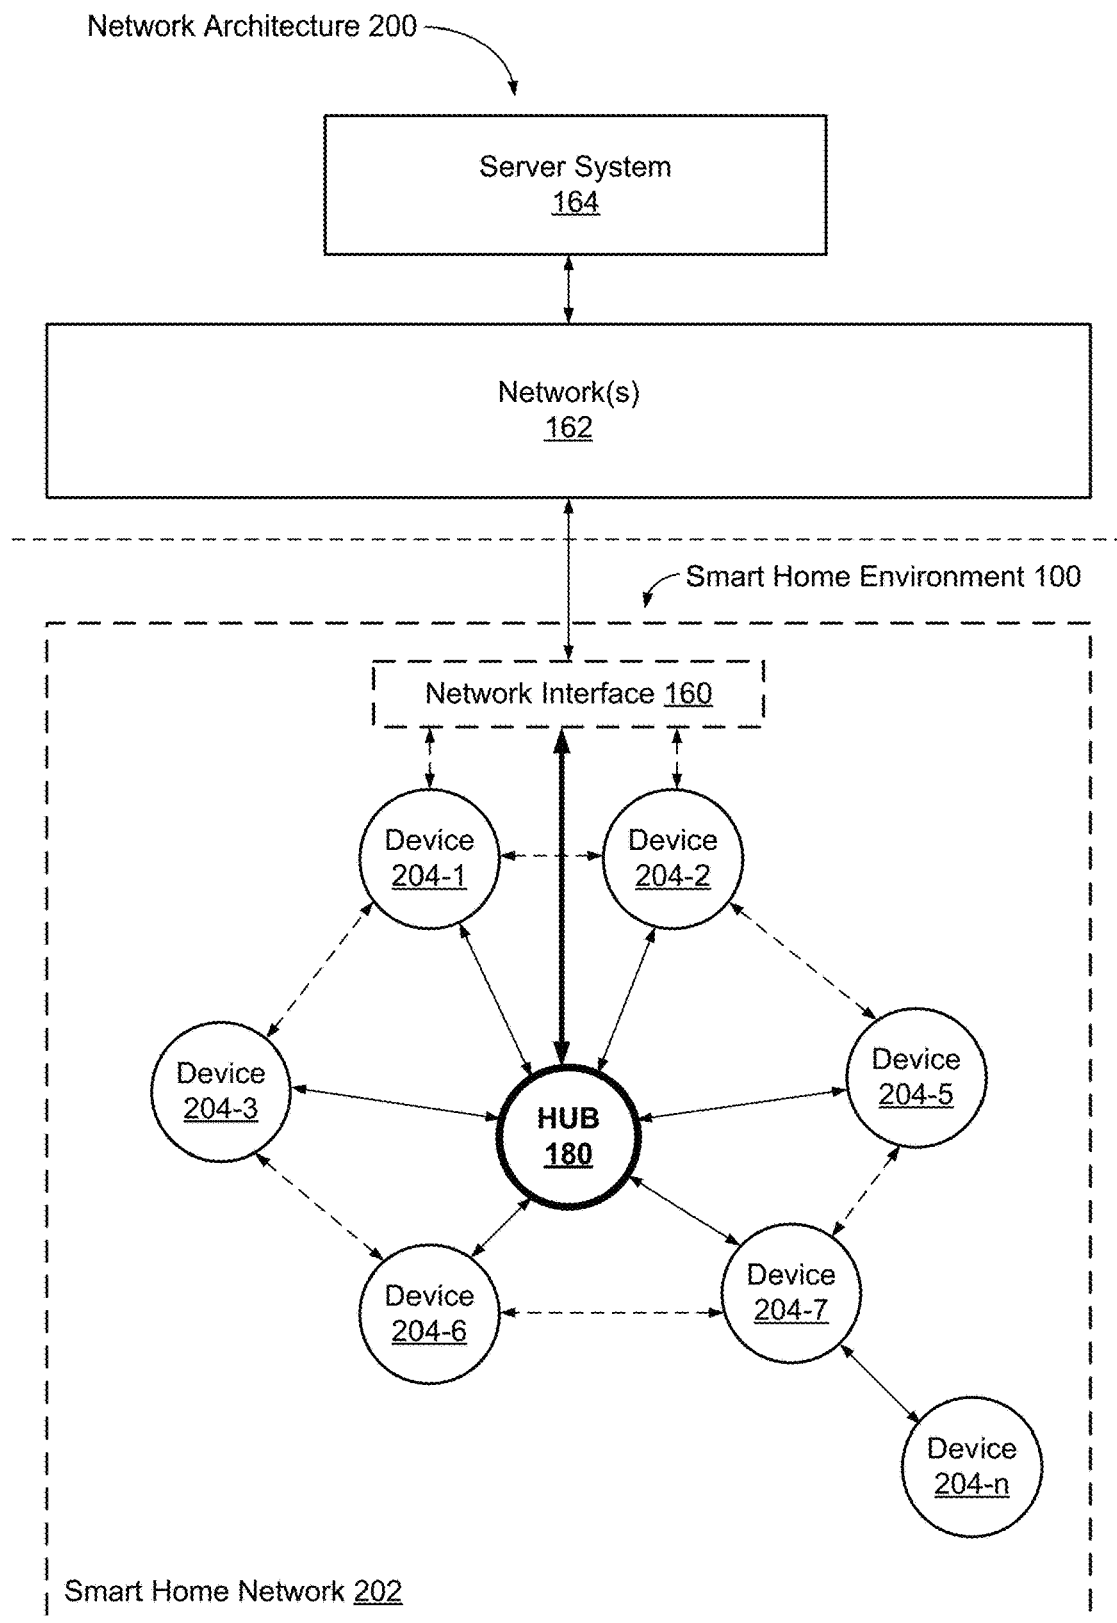 Network Architecture 200
Server System
164
Network(s)
162
Smart Home Environment 100
Network Interface 160
Device
204-1
Device
204-2
Device
204-3
Device
204-5
HUB
180
Device
204-6
Device
204-7
Device
204-n
Smart Home Network 202